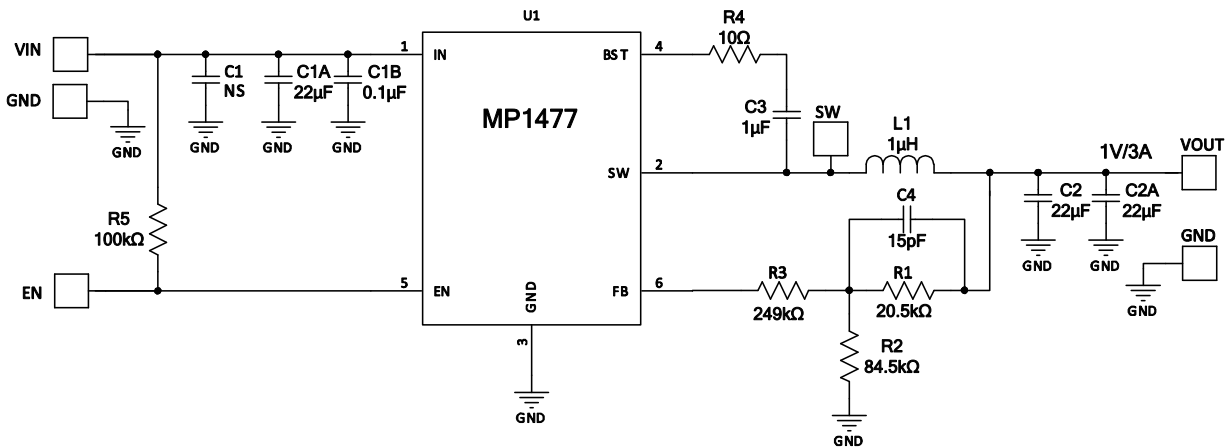 U1
VIN
GND
GND
C1
NS
GND
C1A
22μF
GND
C1B
0.1μF
GND
R5
100kΩ
EN
1
IN
5
EN
MP1477
GND
3
GND
BST
4
SW
2
FB
6
R4
10Ω
C3
1μF
SW
L1
1μH
C4
15pF
R3
249kΩ
R1
20.5kΩ
R2
84.5kΩ
GND
1V/3A
VOUT
C2
22μF
GND
C2A
22μF
GND
GND
GND